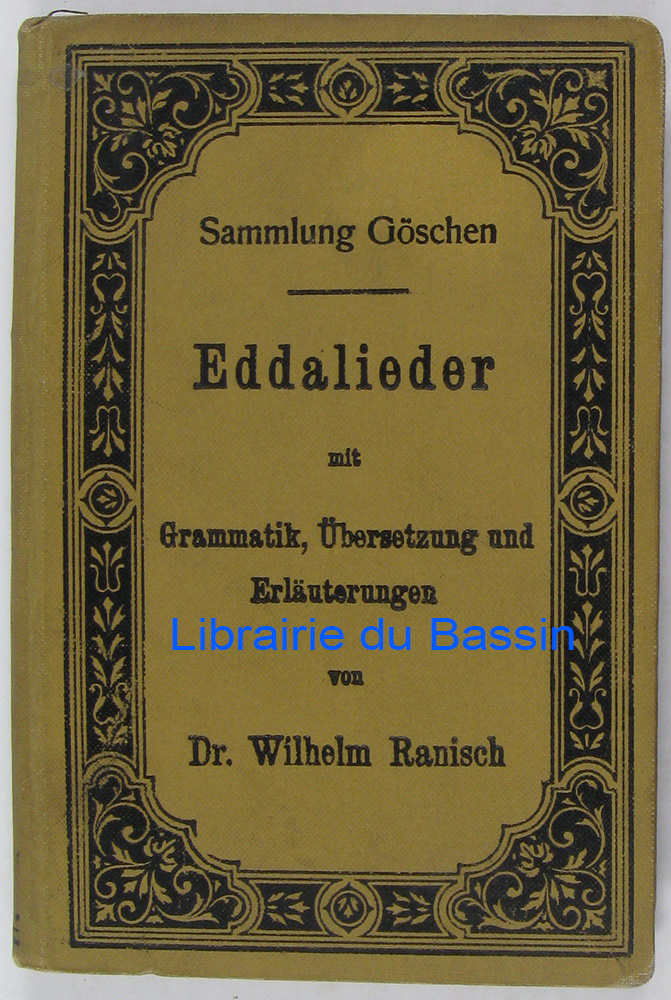 Sammlung Göschen
Eddalieder
mit
Grammatik, Übersetzung und
Erläuterungen
Librairie du Bassin
von
Dr. Wilhelm Ranisch